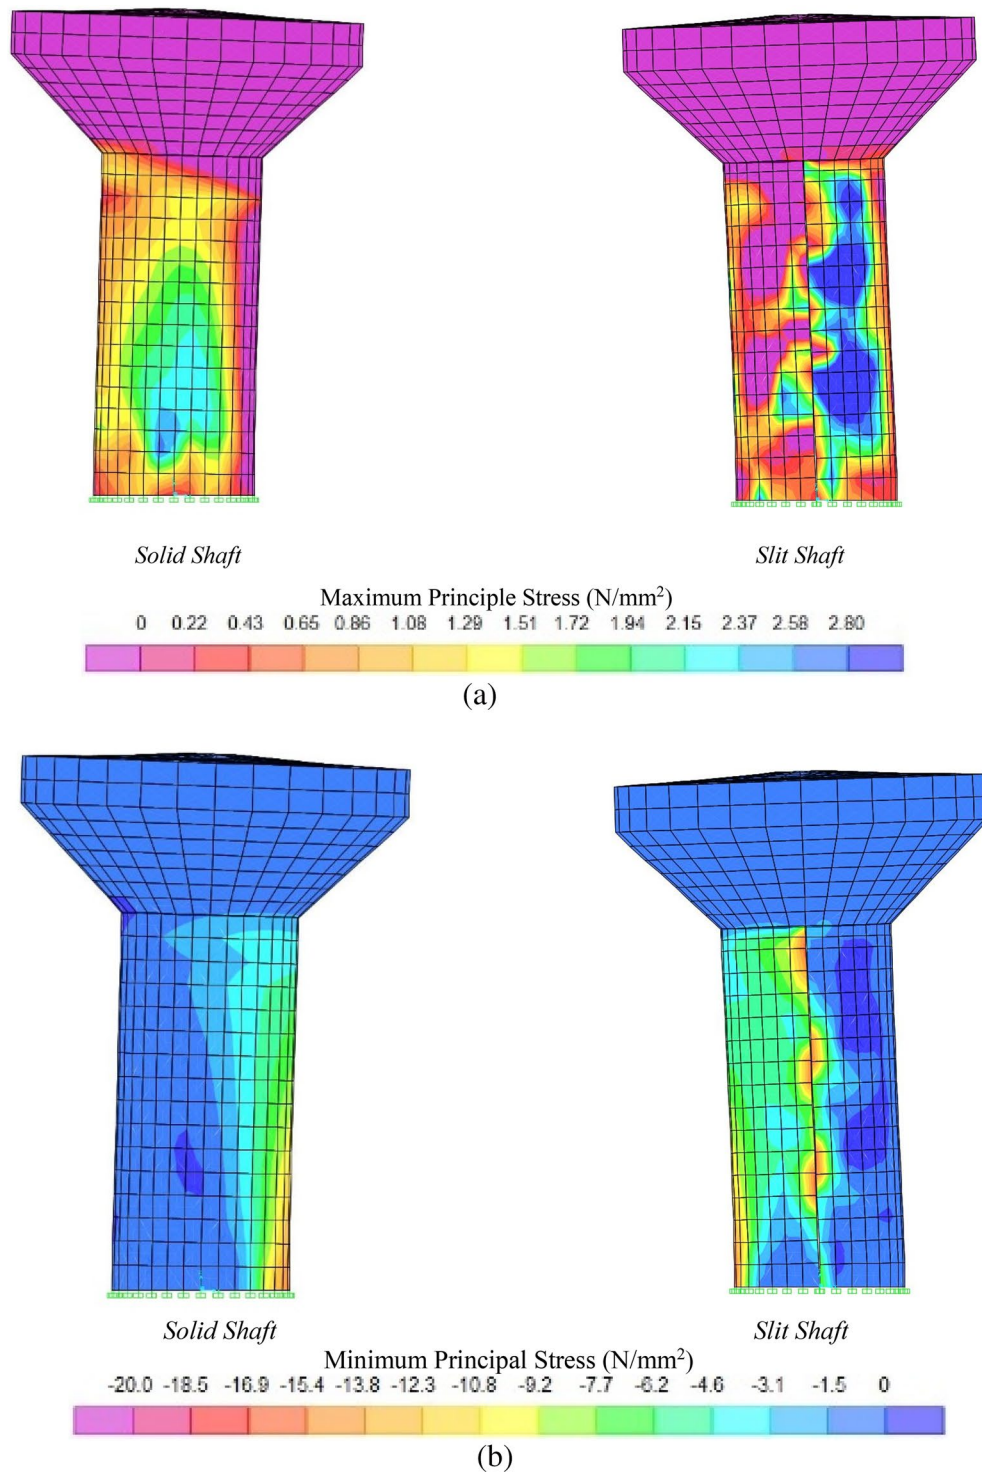 Solid Shaft Slit Shaft
Maximum Principle Stress (N/mm²)
0 0.22 0.43 0.65 0.86 1.08 1.29 1.51 1.72 1.94 2.15 2.37 2.58 2.80
(a)
Solid Shaft Slit Shaft
Minimum Principal Stress (N/mm²)
-20.0 -18.5 -16.9 -15.4 -13.8 -12.3 -10.8 -9.2 -7.7 -6.2 -4.6 -3.1 -1.5 0
(b)